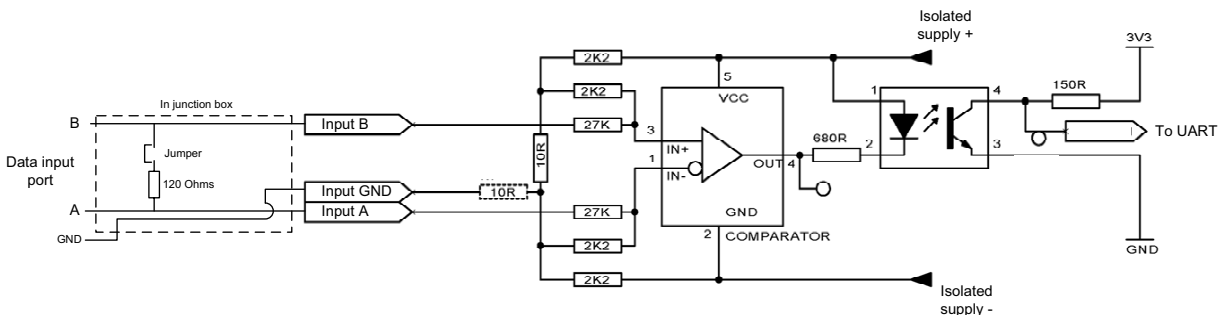 Isolated
supply +
3V3
2K2
5
2K2
VCC
1
4
150R
In junction box
B
Input B
27K
3
To UART
Data input
port
Jumper
120 Ohms
10R
IN+
1
IN-
OUT
4
680R
2
3
Input GND
10R
A
Input A
27K
GND
GND
2K2
2
COMPARATOR
GND
2K2
Isolated
supply -